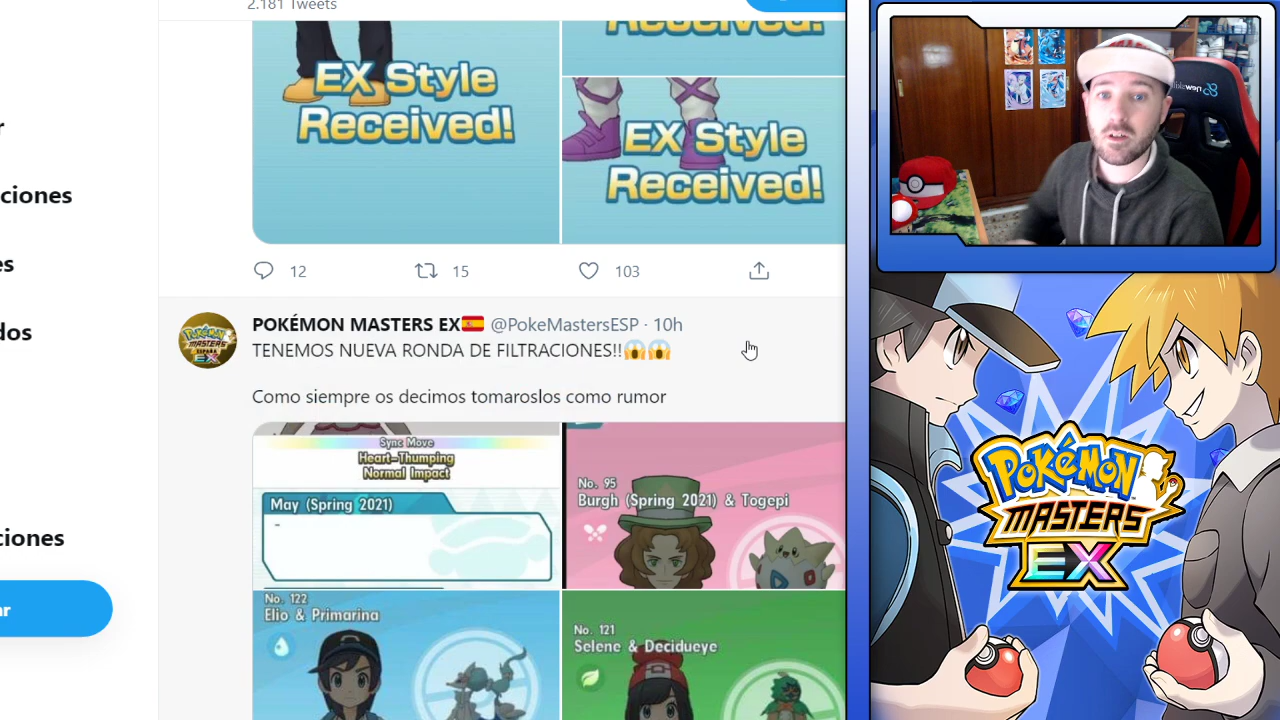 2.181 Tweets
EX Style
Received!
Received!
EX Style
Received!
12
15
103
POKÉMON MASTERS EX🇪🇸 @PokeMastersESP · 10h
TENEMOS NUEVA RONDA DE FILTRACIONES!!😱😱
Como siempre os decimos tomaroslos como rumor
Sync Move
Heart-Thumping
Normal Impact
May (Spring 2021)
-
No. 95
Burgh (Spring 2021) & Togepi
No. 122
Elio & Primarina
No. 121
Selene & Decidueye
r
ciones
es
dos
ciones
ar
POKÉMON
MASTERS
EX